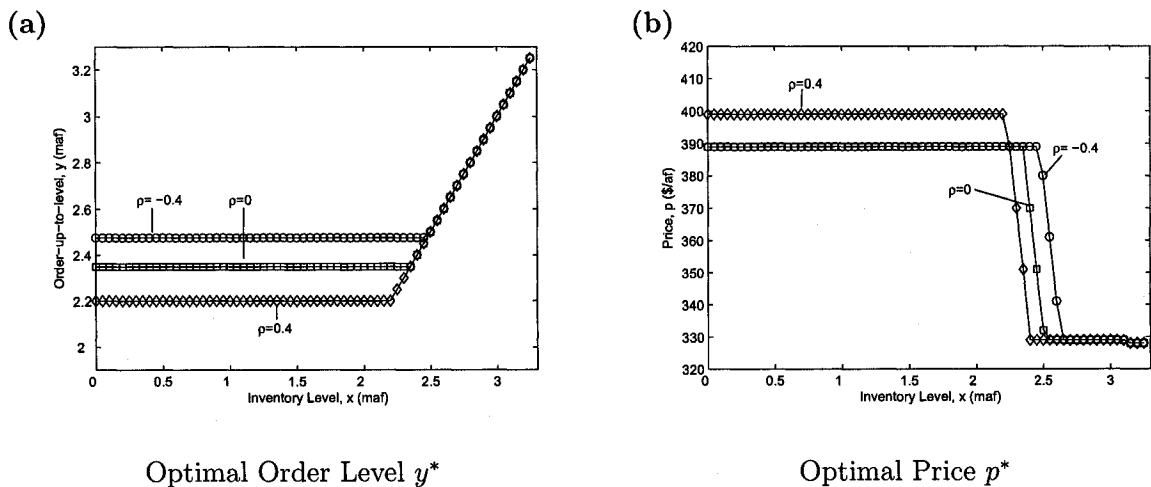 (a)
(b)
3.2
3
2.8
2.6
2.4
2.2
2
Order-up-to-level, y (maf)
ρ= −0.4
ρ=0
ρ=0.4
0
0.5
1
1.5
2
2.5
3
Inventory Level, x (maf)
420
410
400
390
380
370
360
350
340
330
320
Price, p ($/af)
ρ=0.4
ρ= −0.4
ρ=0
0
0.5
1
1.5
2
2.5
3
Inventory Level, x (maf)
Optimal Order Level y*
Optimal Price p*